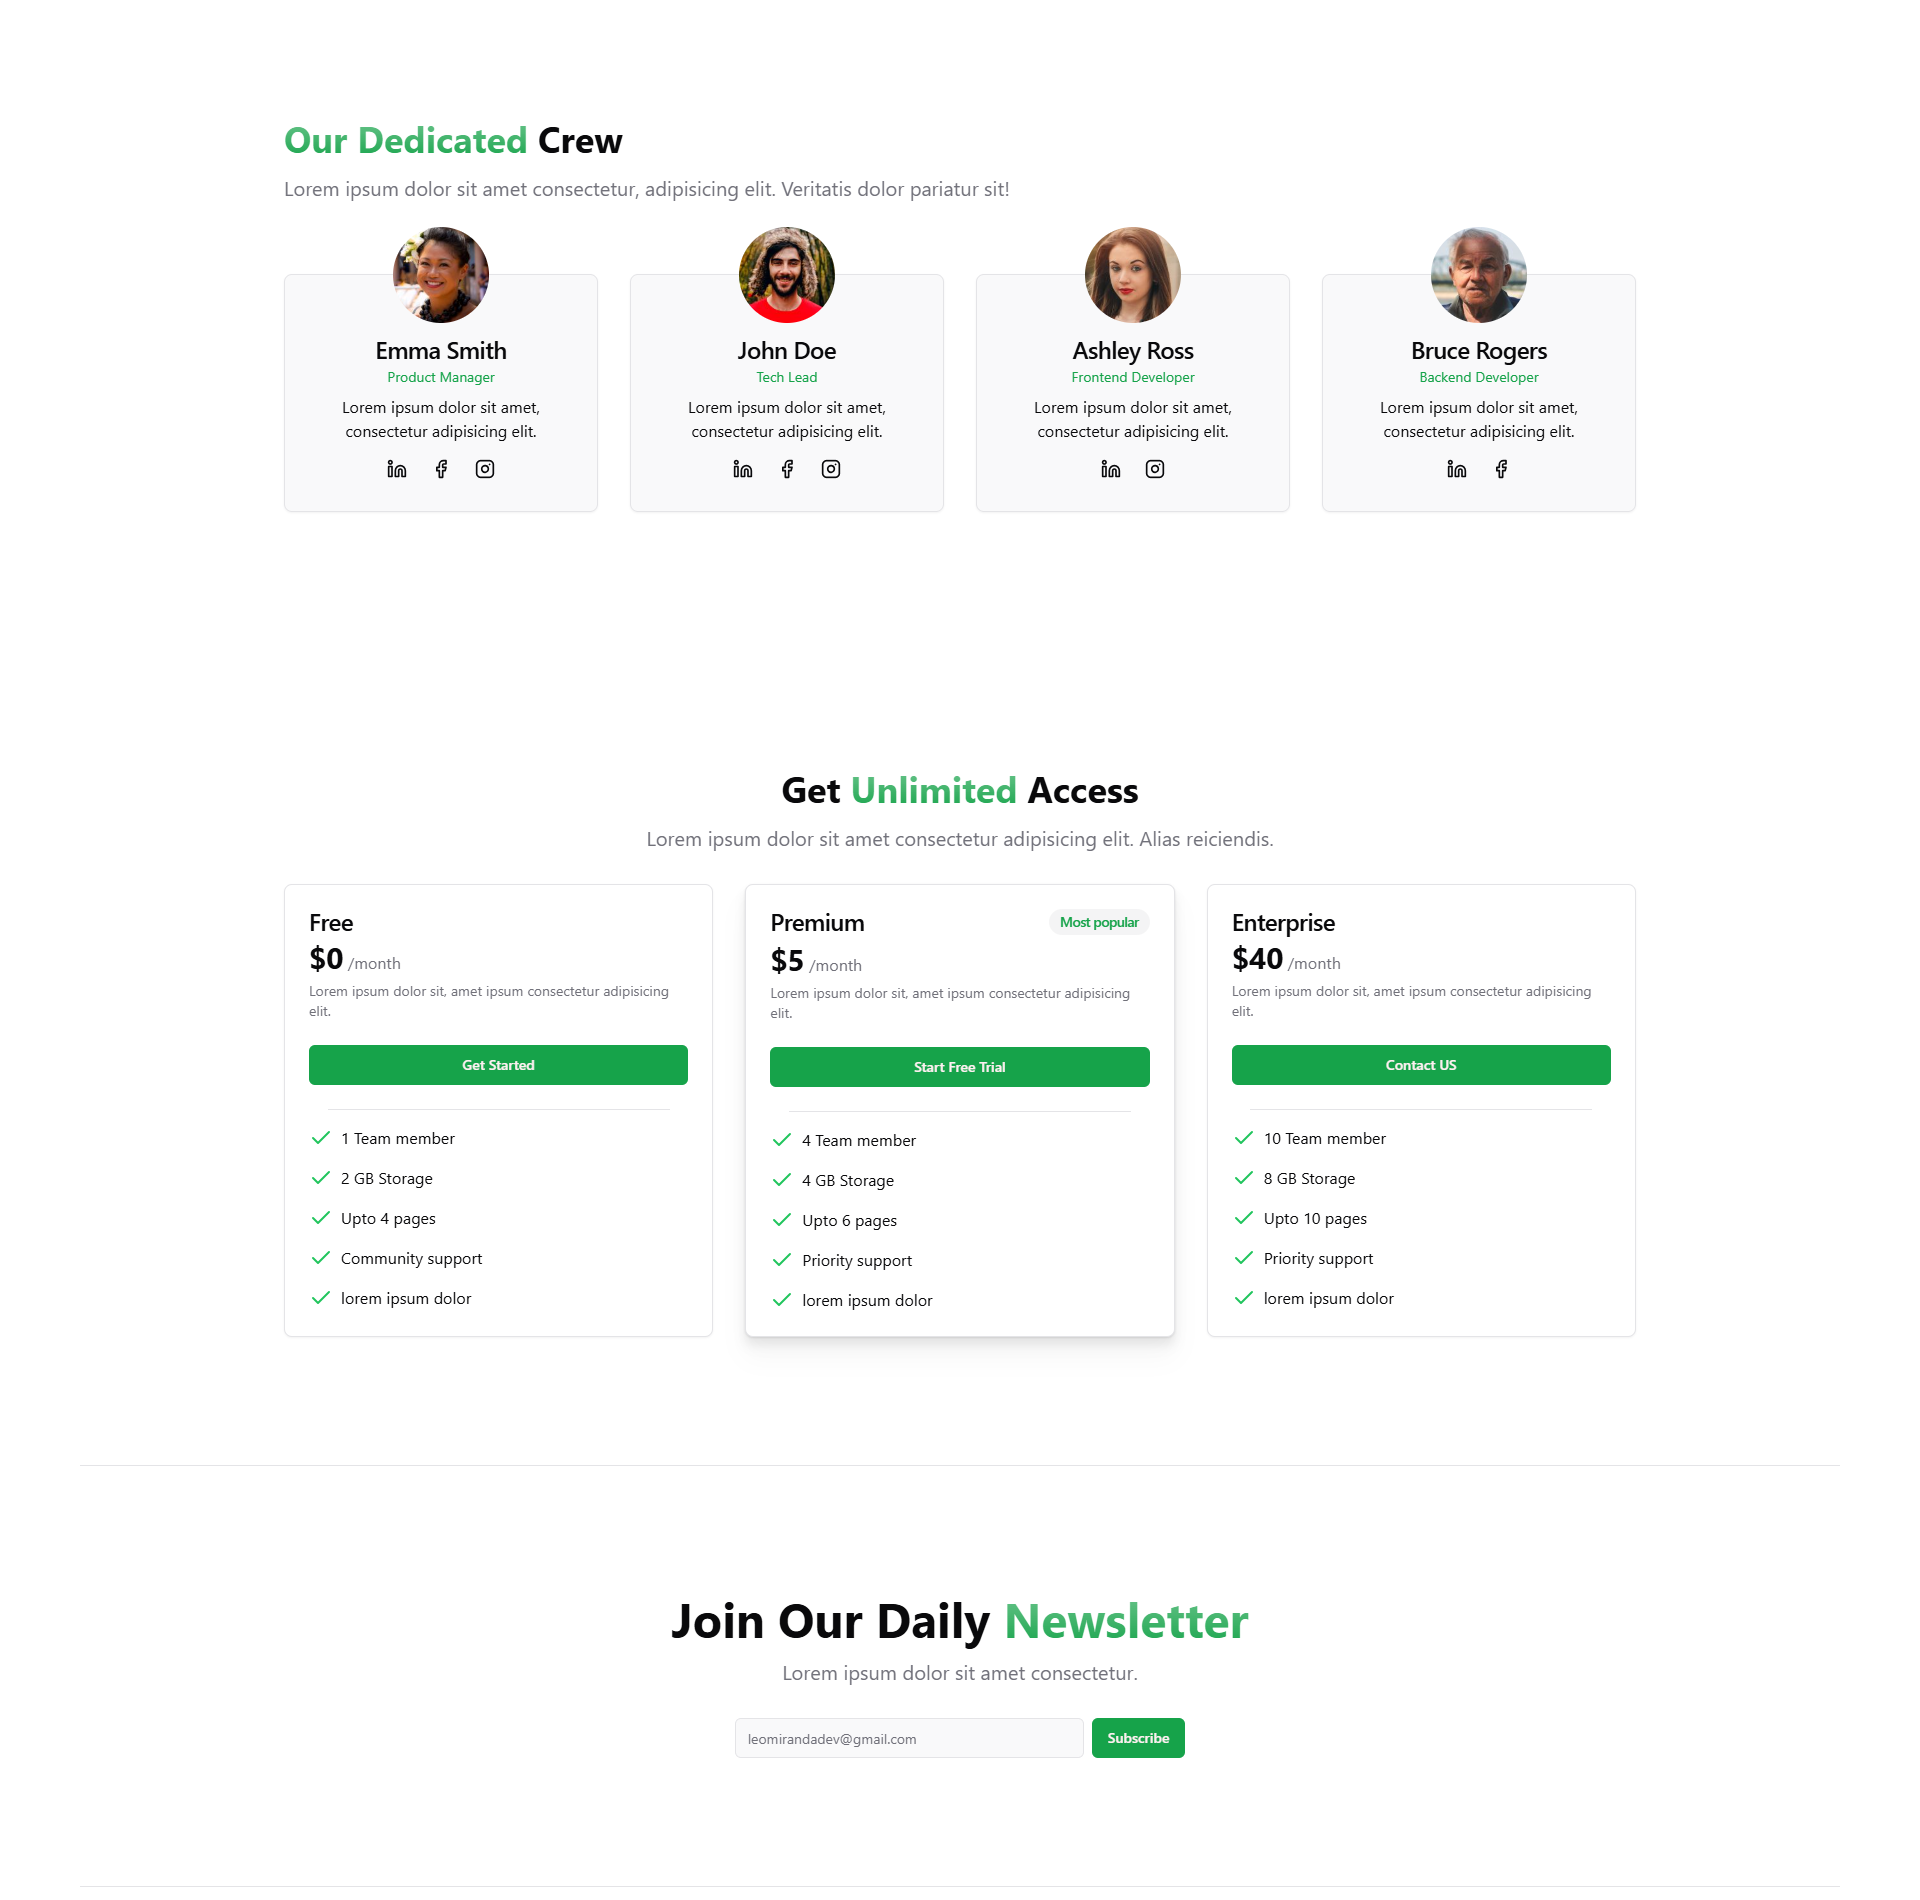 Our Dedicated Crew
Lorem ipsum dolor sit amet consectetur, adipisicing elit. Veritatis dolor pariatur sit!
Emma Smith
Product Manager
Lorem ipsum dolor sit amet,
consectetur adipisicing elit.
John Doe
Tech Lead
Lorem ipsum dolor sit amet,
consectetur adipisicing elit.
Ashley Ross
Frontend Developer
Lorem ipsum dolor sit amet,
consectetur adipisicing elit.
Bruce Rogers
Backend Developer
Lorem ipsum dolor sit amet,
consectetur adipisicing elit.
Get Unlimited Access
Lorem ipsum dolor sit amet consectetur adipisicing elit. Alias reiciendis.
Free
$0 /month
Lorem ipsum dolor sit, amet ipsum consectetur adipisicing
elit.
Get Started
1 Team member
2 GB Storage
Upto 4 pages
Community support
lorem ipsum dolor
Premium
Most popular
$5 /month
Lorem ipsum dolor sit, amet ipsum consectetur adipisicing
elit.
Start Free Trial
4 Team member
4 GB Storage
Upto 6 pages
Priority support
lorem ipsum dolor
Enterprise
$40 /month
Lorem ipsum dolor sit, amet ipsum consectetur adipisicing
elit.
Contact US
10 Team member
8 GB Storage
Upto 10 pages
Priority support
lorem ipsum dolor
Join Our Daily Newsletter
Lorem ipsum dolor sit amet consectetur.
leomirandadev@gmail.com
Subscribe